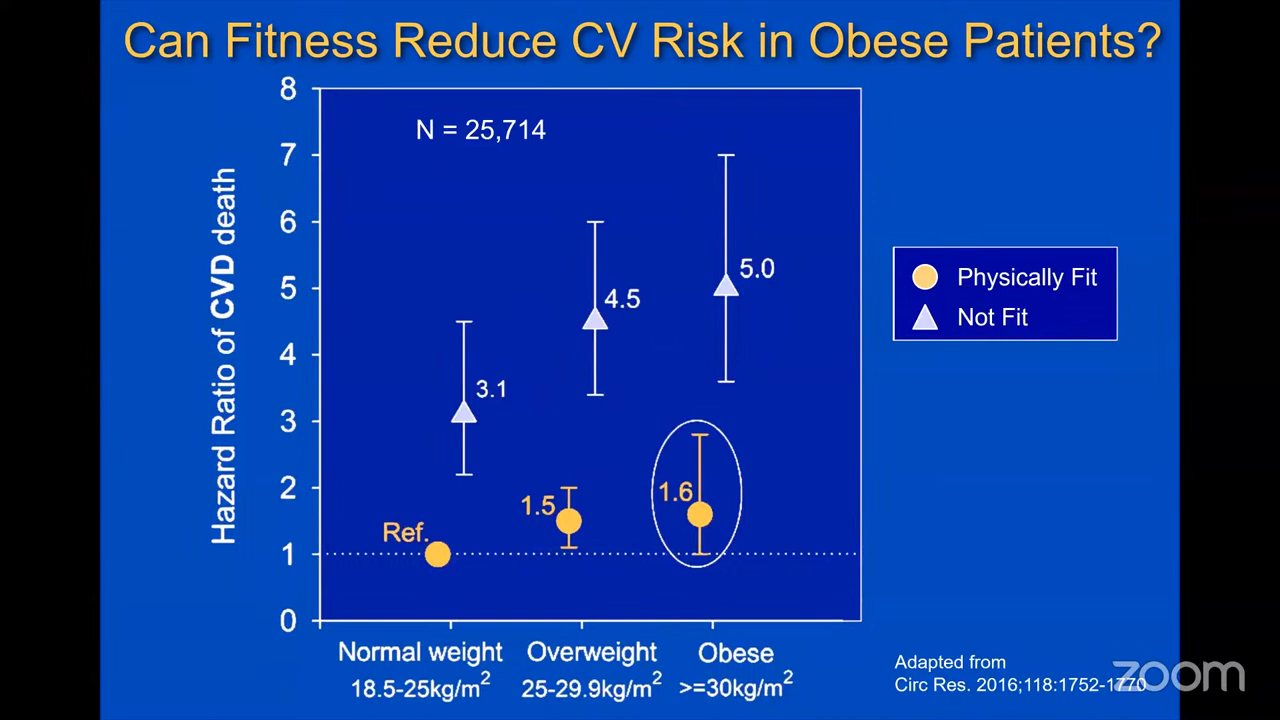 Can Fitness Reduce CV Risk in Obese Patients?
8
7
6
5
4
3
2
1
0
Hazard Ratio of CVD death
N = 25,714
Ref.
3.1
1.5
4.5
1.6
5.0
Normal weight
18.5-25kg/m²
Overweight
25-29.9kg/m²
Obese
>=30kg/m²
Physically Fit
Not Fit
Adapted from
Circ Res. 2016;118:1752-1770
zoom